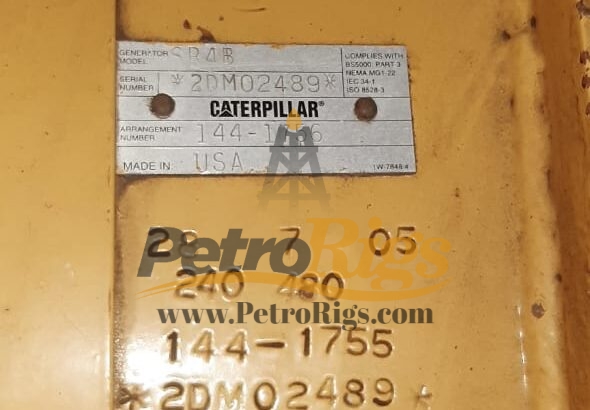 GENERATOR MODEL SR4B
SERIAL NUMBER *2DM02489*
COMPLIES WITH
BS5000, PART 3
NEMA MG1-22
IEC 34-1
ISO 8528-3
CATERPILLAR®
ARRANGEMENT NUMBER
MADE IN USA
1W-7848 4
28 7 05
PetroRigs
240 480
www.PetroRigs.com
144-1755
*2DM02489*